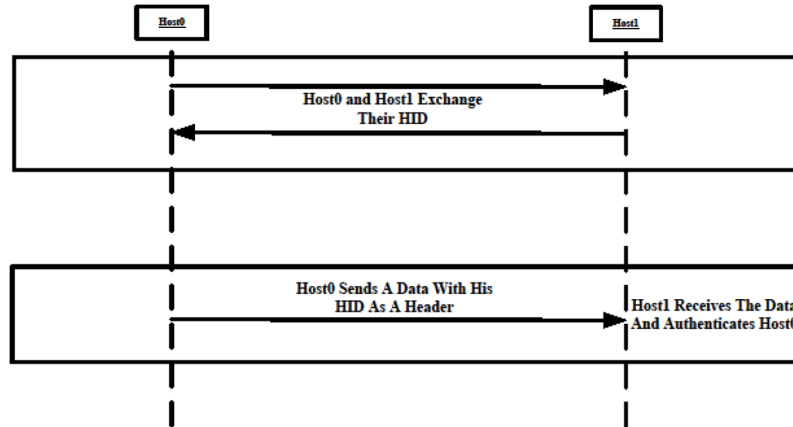 Host0
Host1
Host0 and Host1 Exchange
Their HID
Host0 Sends A Data With His
HID As A Header
Host1 Receives The Data
And Authenticates Host0